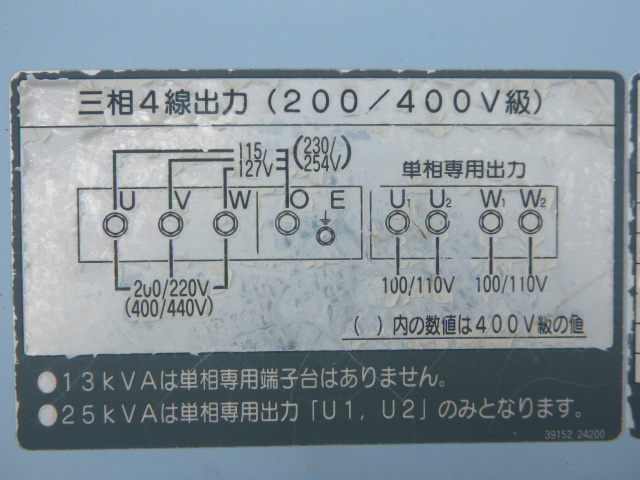 三相4線出力(200/400V級)
115/127V (230/254V)
単相専用出力
U V W O E U1 U2 W1 W2
200/220V 100/110V 100/110V
(400/440V)
( )内の数値は400V級の値
●13kVAは単相専用端子台はありません。
●25kVAは単相専用出力「U1, U2」のみとなります。
39152 24200